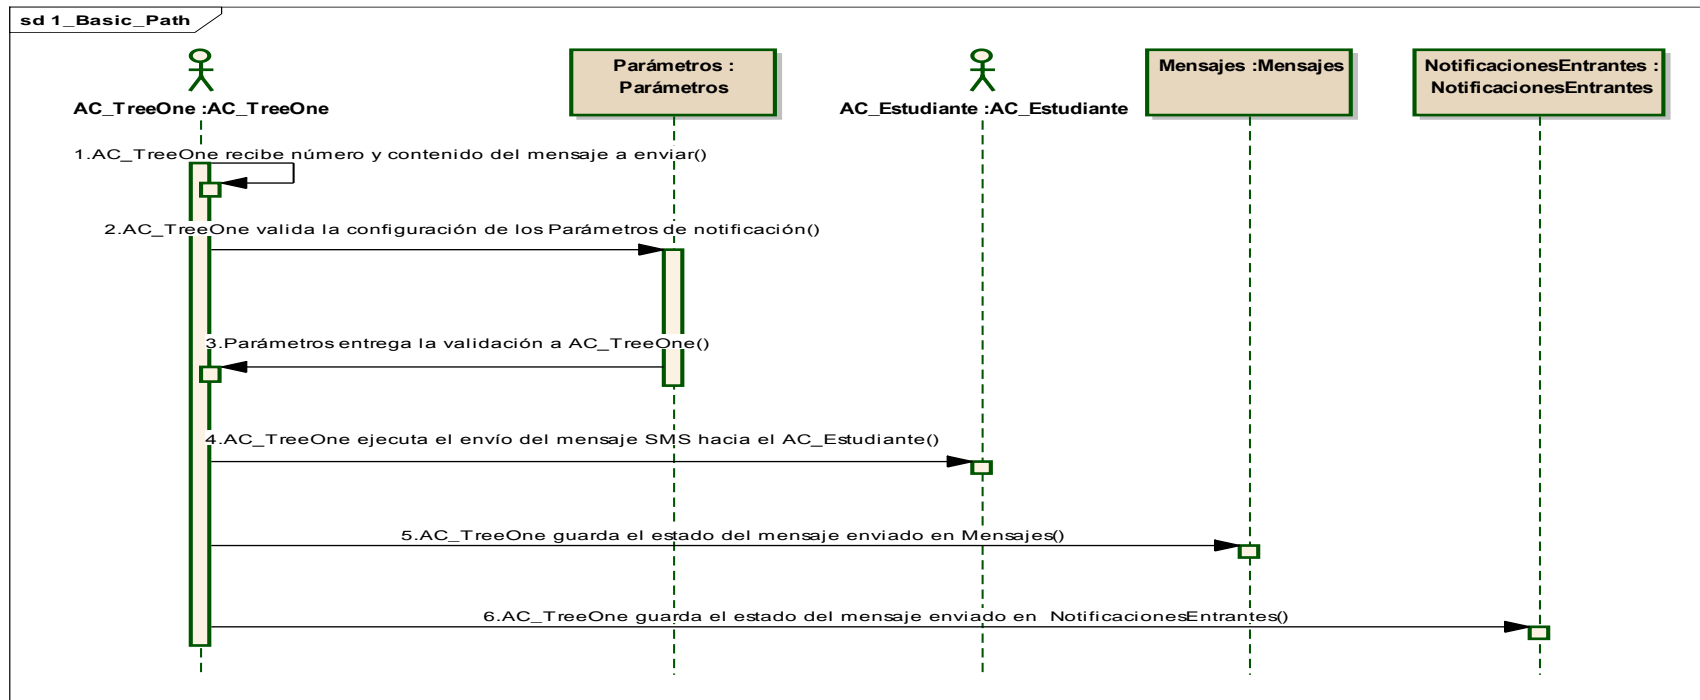 sd 1_Basic_Path
AC_TreeOne :AC_TreeOne
Parámetros :
Parámetros
AC_Estudiante :AC_Estudiante
Mensajes :Mensajes
NotificacionesEntrantes :
NotificacionesEntrantes
1.AC_TreeOne recibe número y contenido del mensaje a enviar()
2.AC_TreeOne valida la configuración de los Parámetros de notificación()
3.Parámetros entrega la validación a AC_TreeOne()
4.AC_TreeOne ejecuta el envío del mensaje SMS hacia el AC_Estudiante()
5.AC_TreeOne guarda el estado del mensaje enviado en Mensajes()
6.AC_TreeOne guarda el estado del mensaje enviado en  NotificacionesEntrantes()